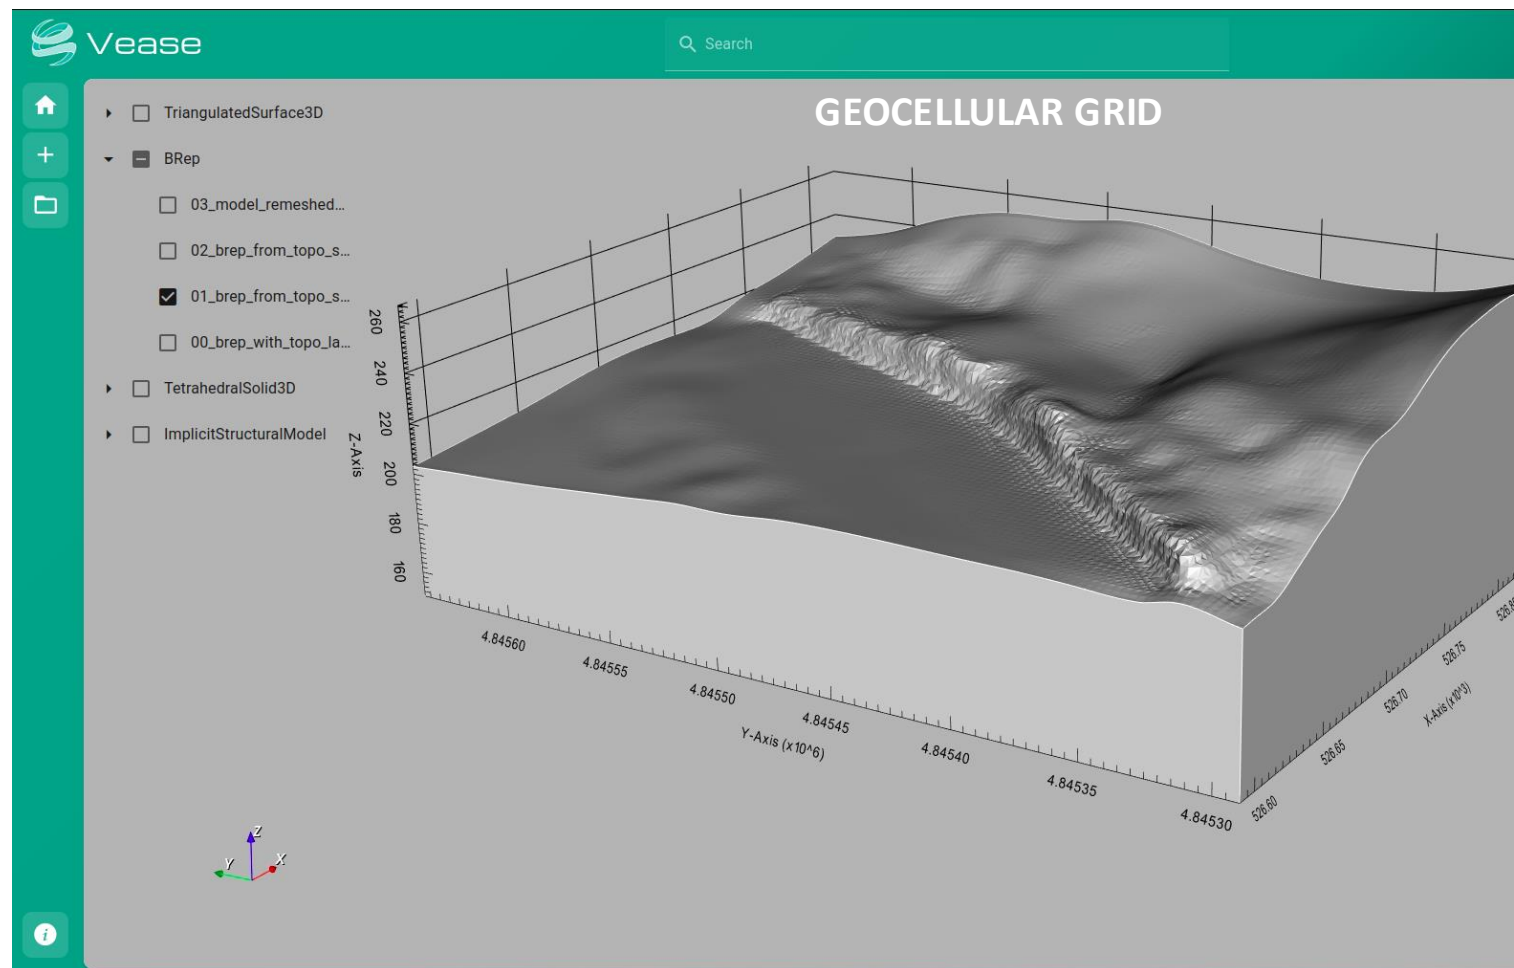 Vease
Search
GEOCELLULAR GRID
TriangulatedSurface3D
BRep
03_model_remeshed...
02_brep_from_topo_s...
01_brep_from_topo_s...
00_brep_with_topo_la...
TetrahedralSolid3D
ImplicitStructuralModel
260
240
220
200
180
160
Z-Axis
4.84560
4.84555
4.84550
4.84545
4.84540
4.84535
4.84530
Y-Axis (x10^6)
526.60
526.65
526.70
526.75
X-Axis (x10^3)
Z
Y
X
i